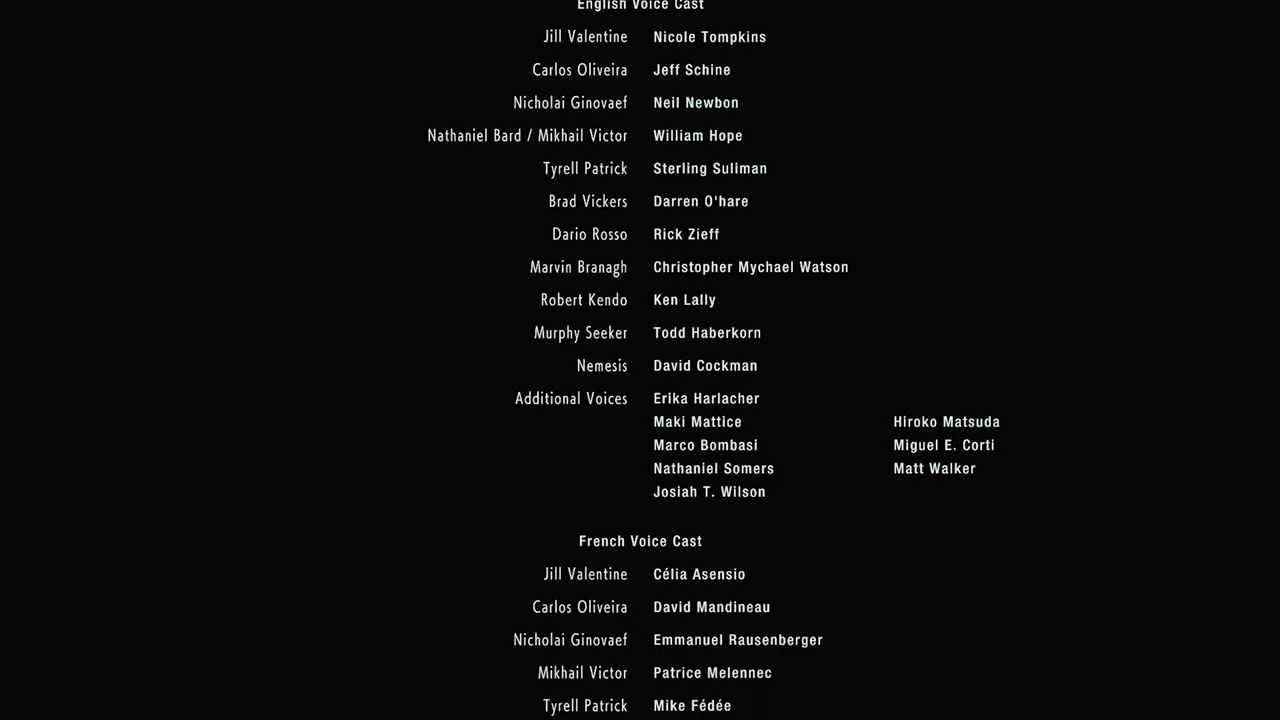 English Voice Cast
Jill Valentine Nicole Tompkins
Carlos Oliveira Jeff Schine
Nicholai Ginovaef Neil Newbon
Nathaniel Bard / Mikhail Victor William Hope
Tyrell Patrick Sterling Suliman
Brad Vickers Darren O'hare
Dario Rosso Rick Zieff
Marvin Branagh Christopher Mychael Watson
Robert Kendo Ken Lally
Murphy Seeker Todd Haberkorn
Nemesis David Cockman
Additional Voices Erika Harlacher
Maki Mattice Hiroko Matsuda
Marco Bombasi Miguel E. Corti
Nathaniel Somers Matt Walker
Josiah T. Wilson
French Voice Cast
Jill Valentine Célia Asensio
Carlos Oliveira David Mandineau
Nicholai Ginovaef Emmanuel Rausenberger
Mikhail Victor Patrice Melennec
Tyrell Patrick Mike Fédée